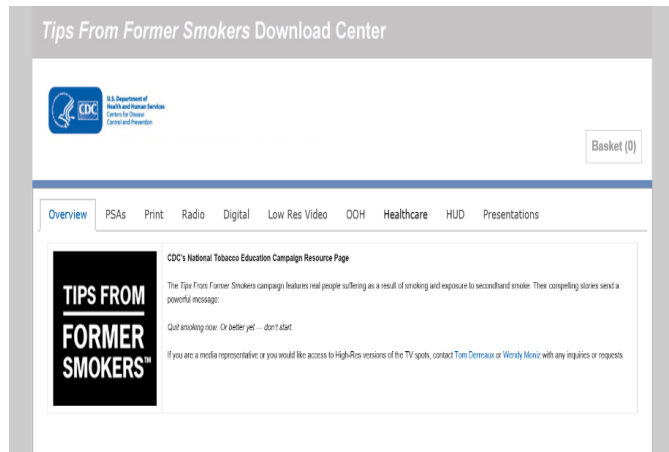 Tips From Former Smokers Download Center
U.S. Department of
Health and Human Services
Centers for Disease
Control and Prevention
CDC
Basket (0)
Overview PSAs Print Radio Digital Low Res Video OOH Healthcare HUD Presentations
CDC's National Tobacco Education Campaign Resource Page
The Tips From Former Smokers campaign features real people suffering as a result of smoking and exposure to secondhand smoke. Their compelling stories send a
powerful message:
Quit smoking now. Or better yet — don't start.
If you are a media representative or you would like access to High-Res versions of the TV spots, contact Tom Derreaux or Wendy Moniz with any inquiries or requests.
TIPS FROM
FORMER
SMOKERS™